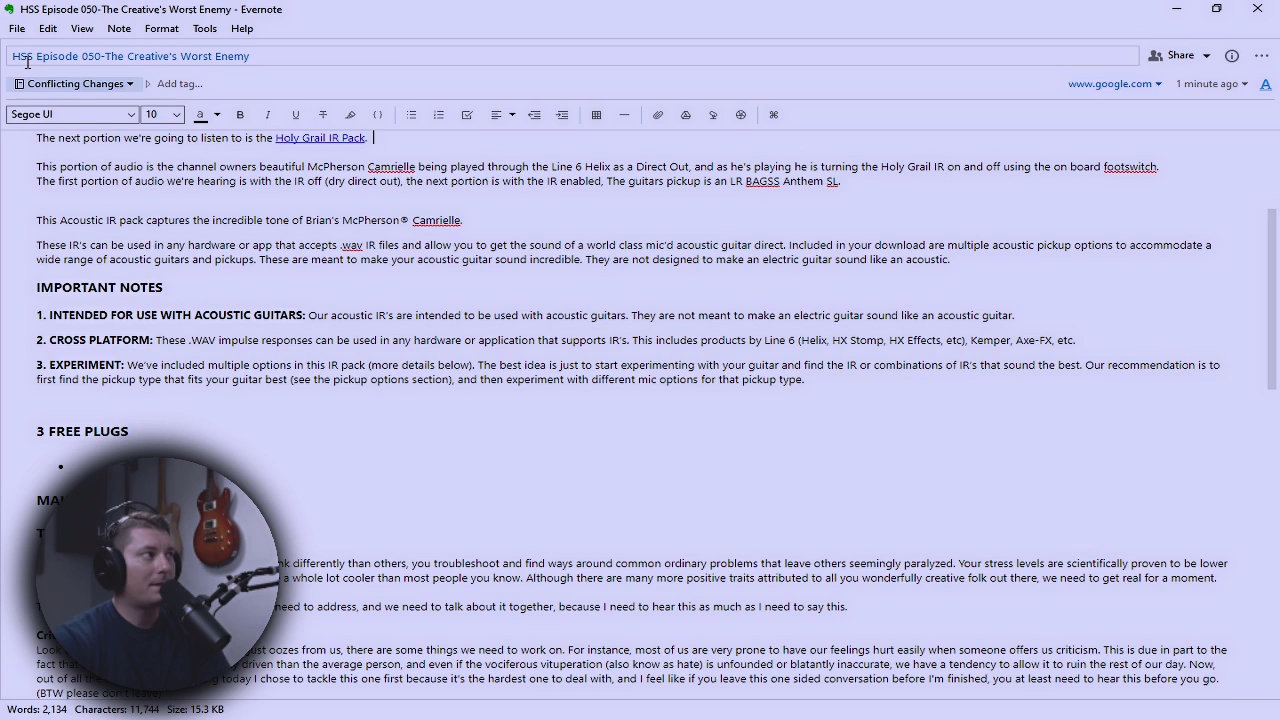 HSS Episode 050-The Creative's Worst Enemy - Evernote
File Edit View Note Format Tools Help
HSS Episode 050-The Creative's Worst Enemy
Share
Conflicting Changes
Add tag...
www.google.com
1 minute ago
Segoe UI 10
The next portion we're going to listen to is the Holy Grail IR Pack.
This portion of audio is the channel owners beautiful McPherson Camrielle being played through the Line 6 Helix as a Direct Out, and as he's playing he is turning the Holy Grail IR on and off using the on board footswitch.
The first portion of audio we're hearing is with the IR off (dry direct out), the next portion is with the IR enabled, The guitars pickup is an LR BAGSS Anthem SL.
This Acoustic IR pack captures the incredible tone of Brian's McPherson® Camrielle.
These IR's can be used in any hardware or app that accepts .wav IR files and allow you to get the sound of a world class mic'd acoustic guitar direct. Included in your download are multiple acoustic pickup options to accommodate a
wide range of acoustic guitars and pickups. These are meant to make your acoustic guitar sound incredible. They are not designed to make an electric guitar sound like an acoustic.
IMPORTANT NOTES
1. INTENDED FOR USE WITH ACOUSTIC GUITARS: Our acoustic IR's are intended to be used with acoustic guitars. They are not meant to make an electric guitar sound like an acoustic guitar.
2. CROSS PLATFORM: These .WAV impulse responses can be used in any hardware or application that supports IR's. This includes products by Line 6 (Helix, HX Stomp, HX Effects, etc), Kemper, Axe-FX, etc.
3. EXPERIMENT: We've included multiple options in this IR pack (more details below). The best idea is just to start experimenting with your guitar and find the IR or combinations of IR's that sound the best. Our recommendation is to
first find the pickup type that fits your guitar best (see the pickup options section), and then experiment with different mic options for that pickup type.
3 FREE PLUGS
differently than others, you troubleshoot and find ways around common ordinary problems that leave others seemingly paralyzed. Your stress levels are scientifically proven to be lower
a whole lot cooler than most people you know. Although there are many more positive traits attributed to all you wonderfully creative folk out there, we need to get real for a moment.
need to address, and we need to talk about it together, because I need to hear this as much as I need to say this.
Look oozes from us, there are some things we need to work on. For instance, most of us are very prone to have our feelings hurt easily when someone offers us criticism. This is due in part to the
fact driven than the average person, and even if the vociferous vituperation (also know as hate) is unfounded or blatantly inaccurate, we have a tendency to allow it to ruin the rest of our day. Now,
out of all today I chose to tackle this one first because it's the hardest one to deal with, and I feel like if you leave this one sided conversation before I'm finished, you at least need to hear this before you go.
(BTW please don't leave)
Words: 2,134 Characters: 11,744 Size: 15.3 KB